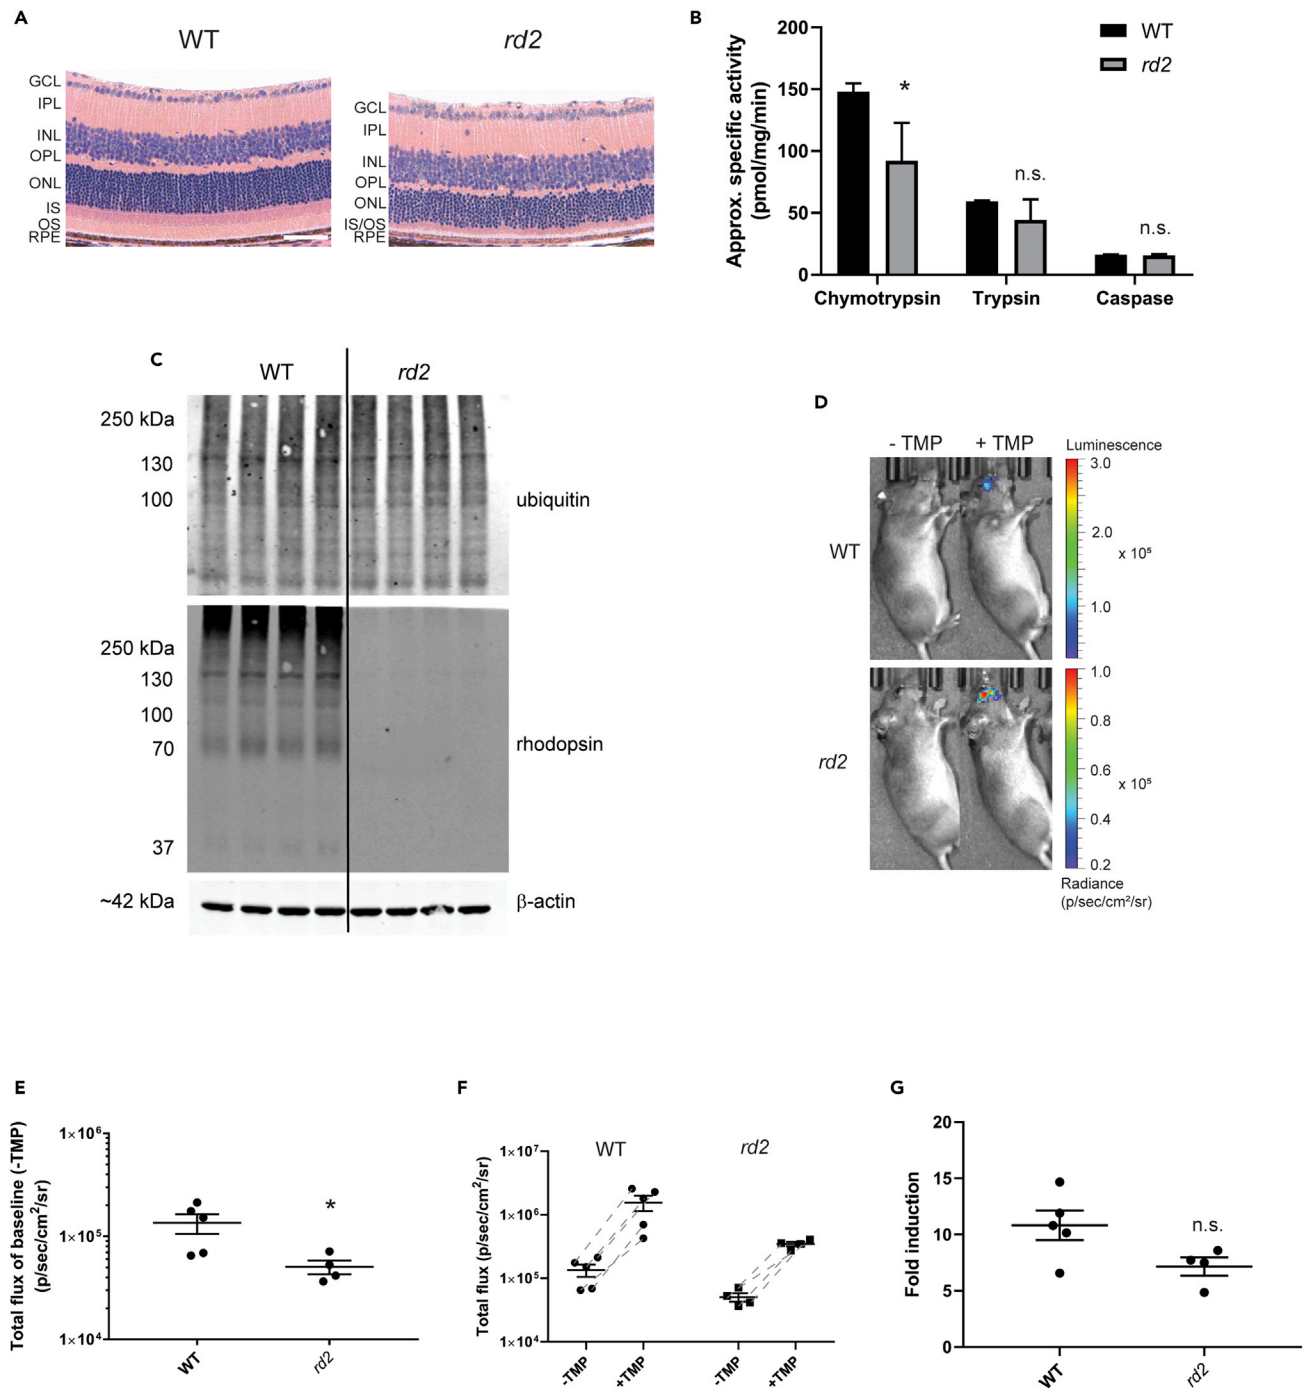 A
WT
rd2
GCL
IPL
INL
OPL
ONL
IS
OS
RPE
GCL
IPL
INL
OPL
ONL
IS/OS
RPE
B
Approx. specific activity
(pmol/mg/min)
200
150
100
50
0
WT
rd2
*
n.s.
n.s.
Chymotrypsin
Trypsin
Caspase
C
WT
rd2
250 kDa
130
100
ubiquitin
250 kDa
130
100
70
37
rhodopsin
~42 kDa
β-actin
D
- TMP
+ TMP
Luminescence
WT
3.0
2.0
1.0
x 10⁵
rd2
1.0
0.8
0.6
0.4
0.2
x 10⁵
Radiance
(p/sec/cm²/sr)
E
Total flux of baseline (-TMP)
(p/sec/cm²/sr)
1×10⁶
1×10⁵
1×10⁴
*
WT
rd2
F
Total flux (p/sec/cm²/sr)
1×10⁷
1×10⁶
1×10⁵
1×10⁴
WT
rd2
-TMP
+TMP
-TMP
+TMP
G
Fold induction
20
15
10
5
0
n.s.
WT
rd2